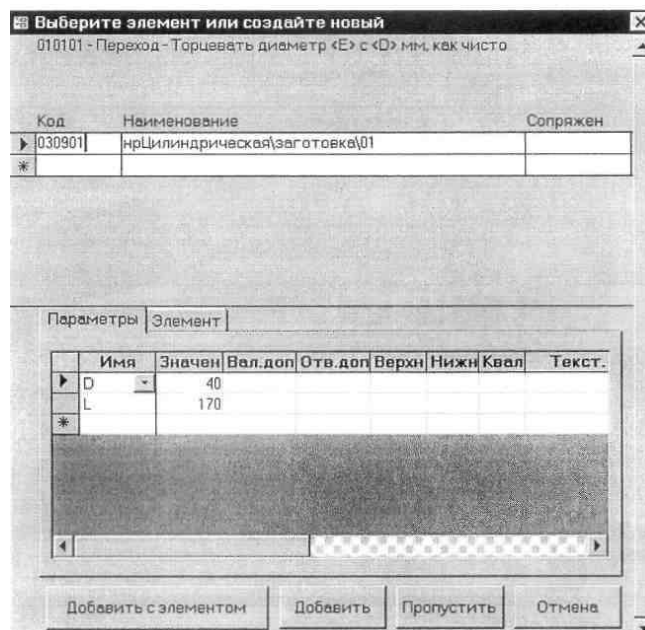 Выберите элемент или создайте новый
010101 - Переход - Торцевать диаметр <E> с <D> мм, как чисто
Код Наименование Сопряжен
030901 нрЦилиндрическая\заготовка\01
Параметры Элемент
Имя Значен Вал.доп Отв.доп Верхн Нижн Квал Текст.
D 40
L 170
Добавить с элементом Добавить Пропустить Отмена